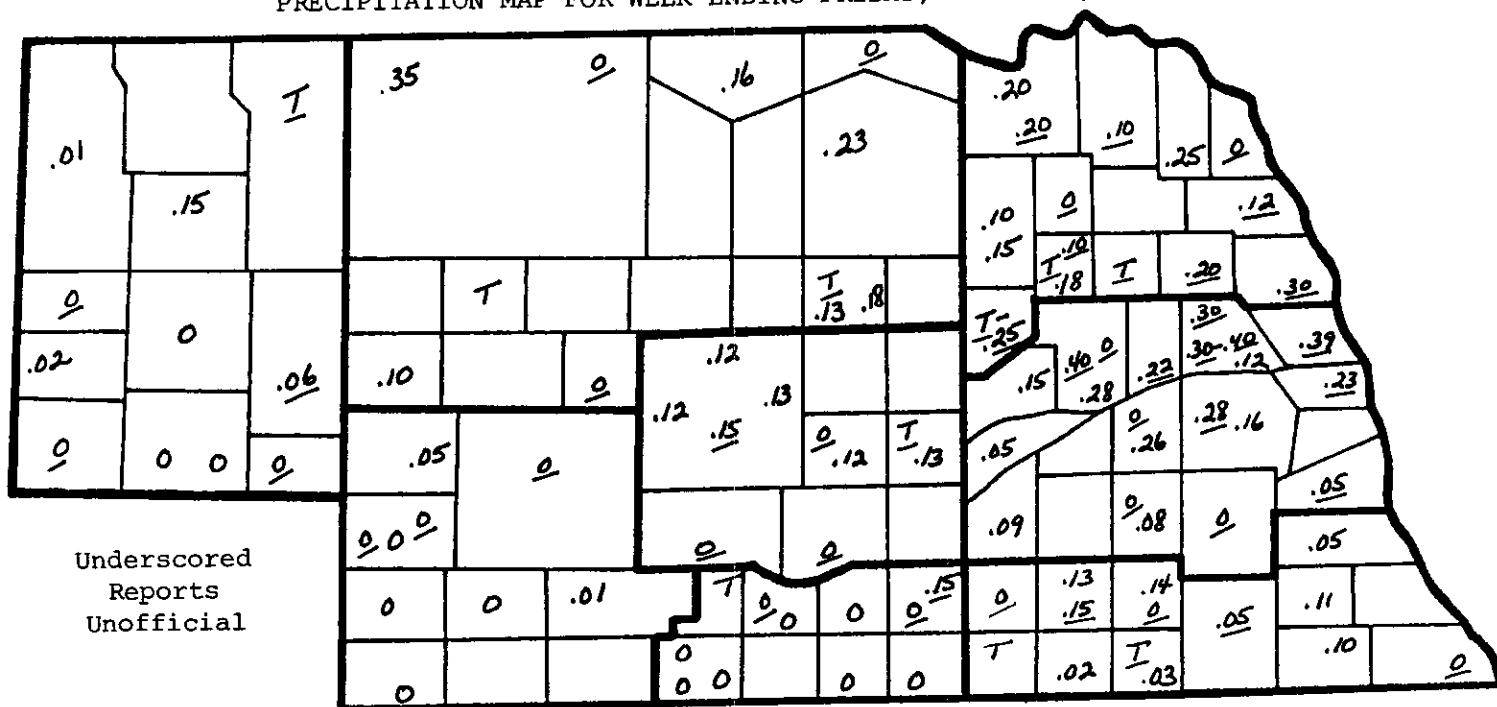 PRECIPITATION MAP FOR WEEK ENDING FRIDAY,
.35 0 .16 0
T .20
.01 .20 .10 .25 0
.23
.15 .10 0 .12
.15 T .10 .18 T .20 .30
0 T T .13 .18
0 T- .25 .30
.02 .06 .10 0 .12 .15 .40 0 .28 .22 .30-.40 .12 .39
.23
.12 .13 .15
0 0 0 0 .05 0 0 .12 T .13 .05 0 .26 .28 .16
.05
0 0 0 0 0 .09 0 .08 0 .05
Underscored
Reports
Unofficial
0 0 .01 T 0 0 0 0 .15 0 .13 .15 .14 0 .05 .11
0 0 0 0 0 0 T .02 T .03 .10 0